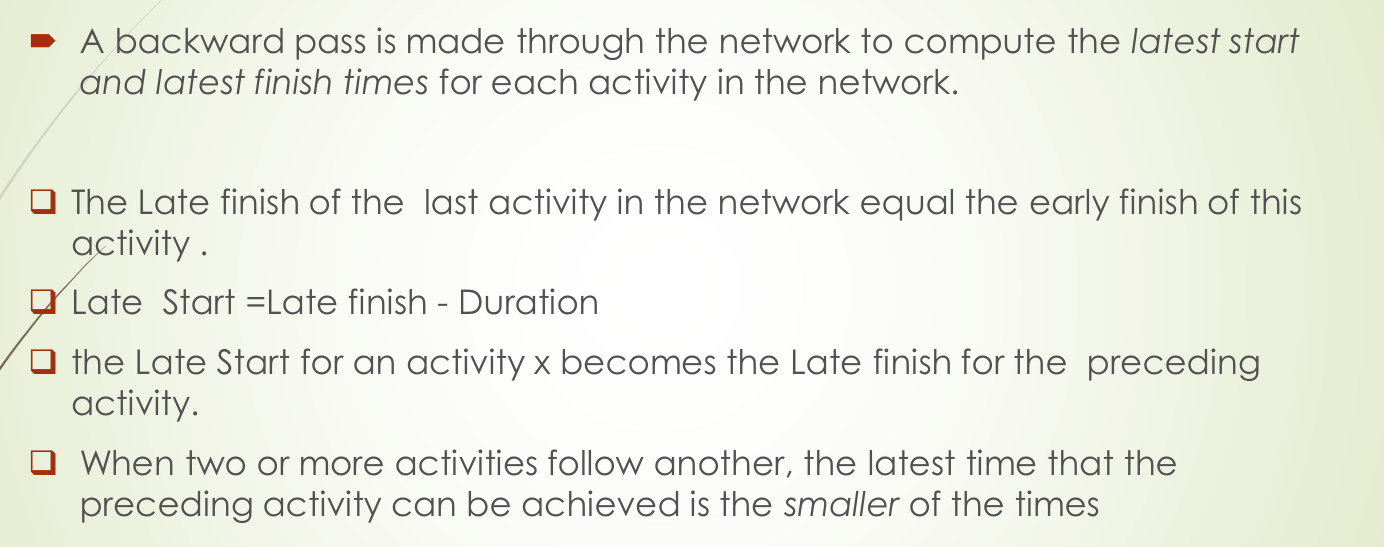 A backward pass is made through the network to compute the latest start
and latest finish times for each activity in the network.
The Late finish of the last activity in the network equal the early finish of this
activity .
Late Start =Late finish - Duration
the Late Start for an activity x becomes the Late finish for the preceding
activity.
When two or more activities follow another, the latest time that the
preceding activity can be achieved is the smaller of the times